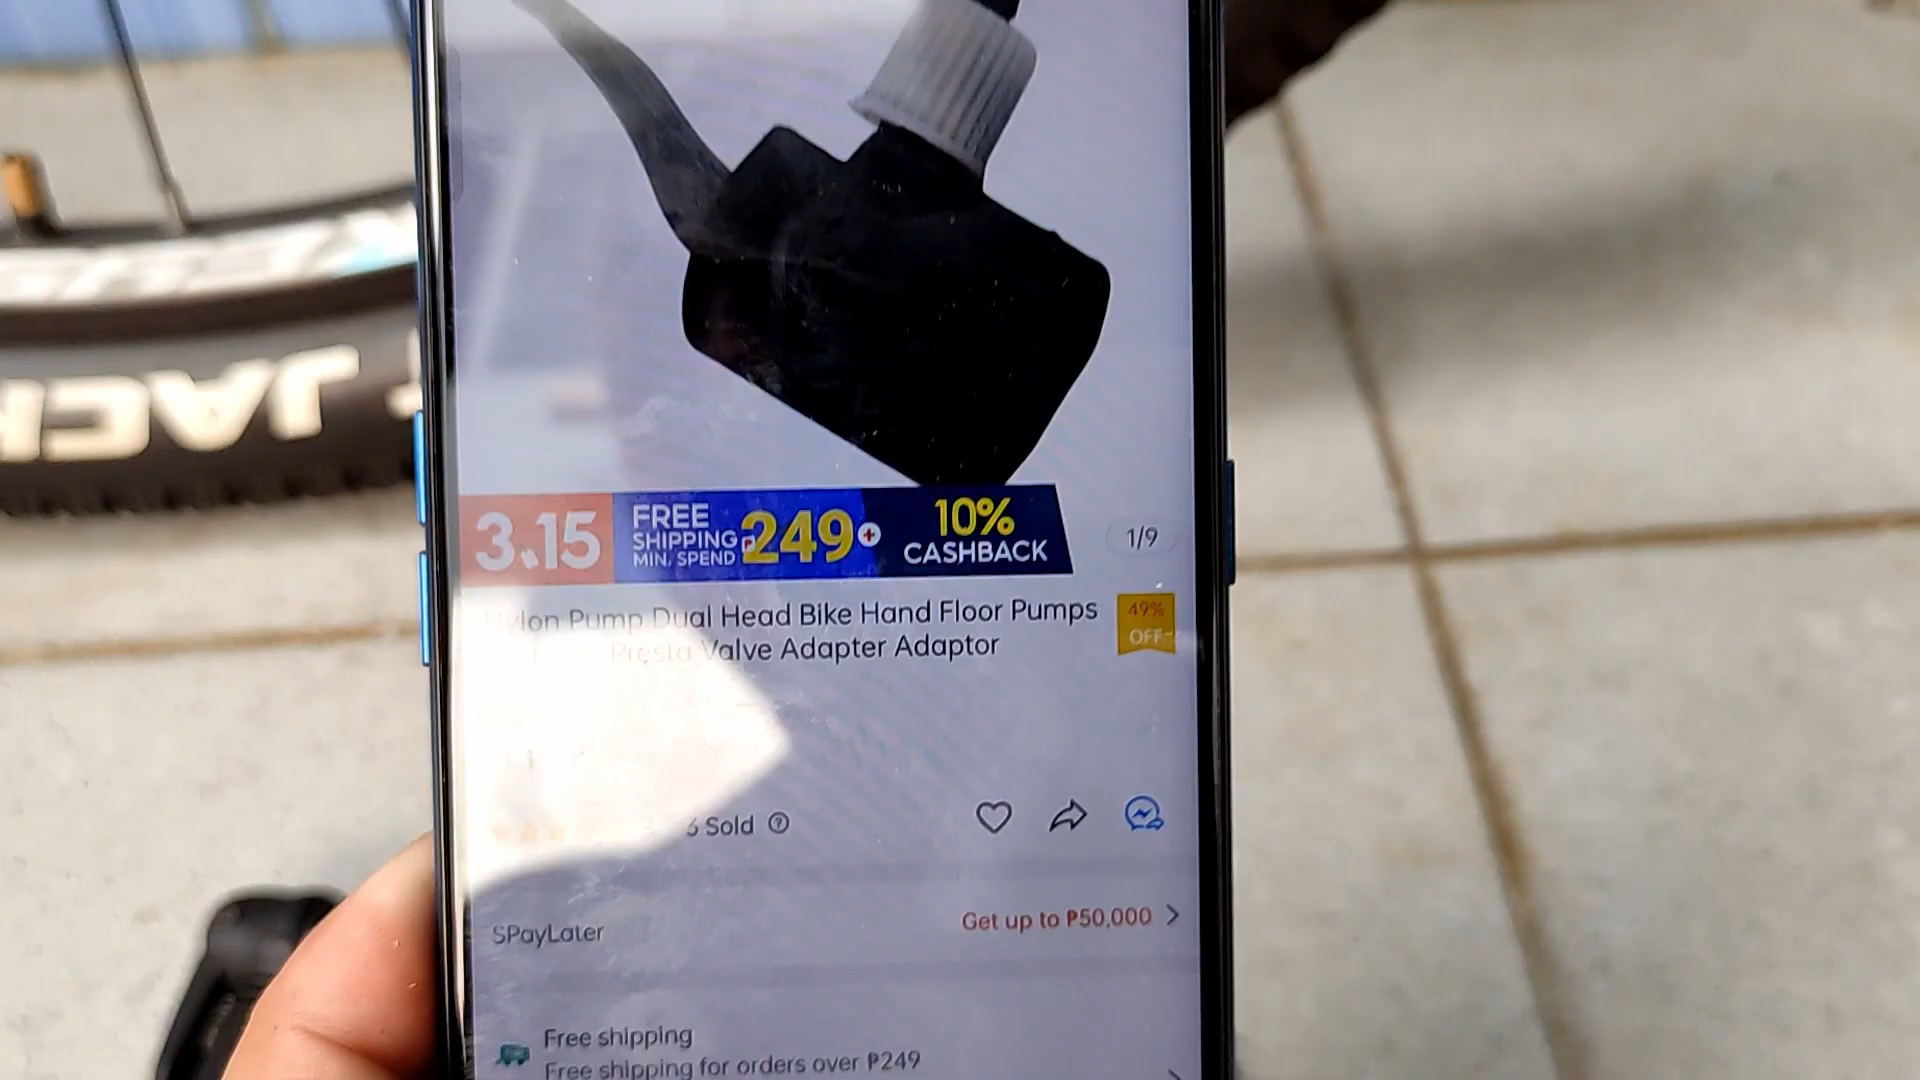 JACK
3.15
FREE
SHIPPING
MIN. SPEND
₱249+
10%
CASHBACK
1/9
Nylon Pump Dual Head Bike Hand Floor Pumps
Presta Valve Adapter Adaptor
49%
OFF
Sold
SPayLater
Get up to ₱50,000
Free shipping
Free shipping for orders over ₱249